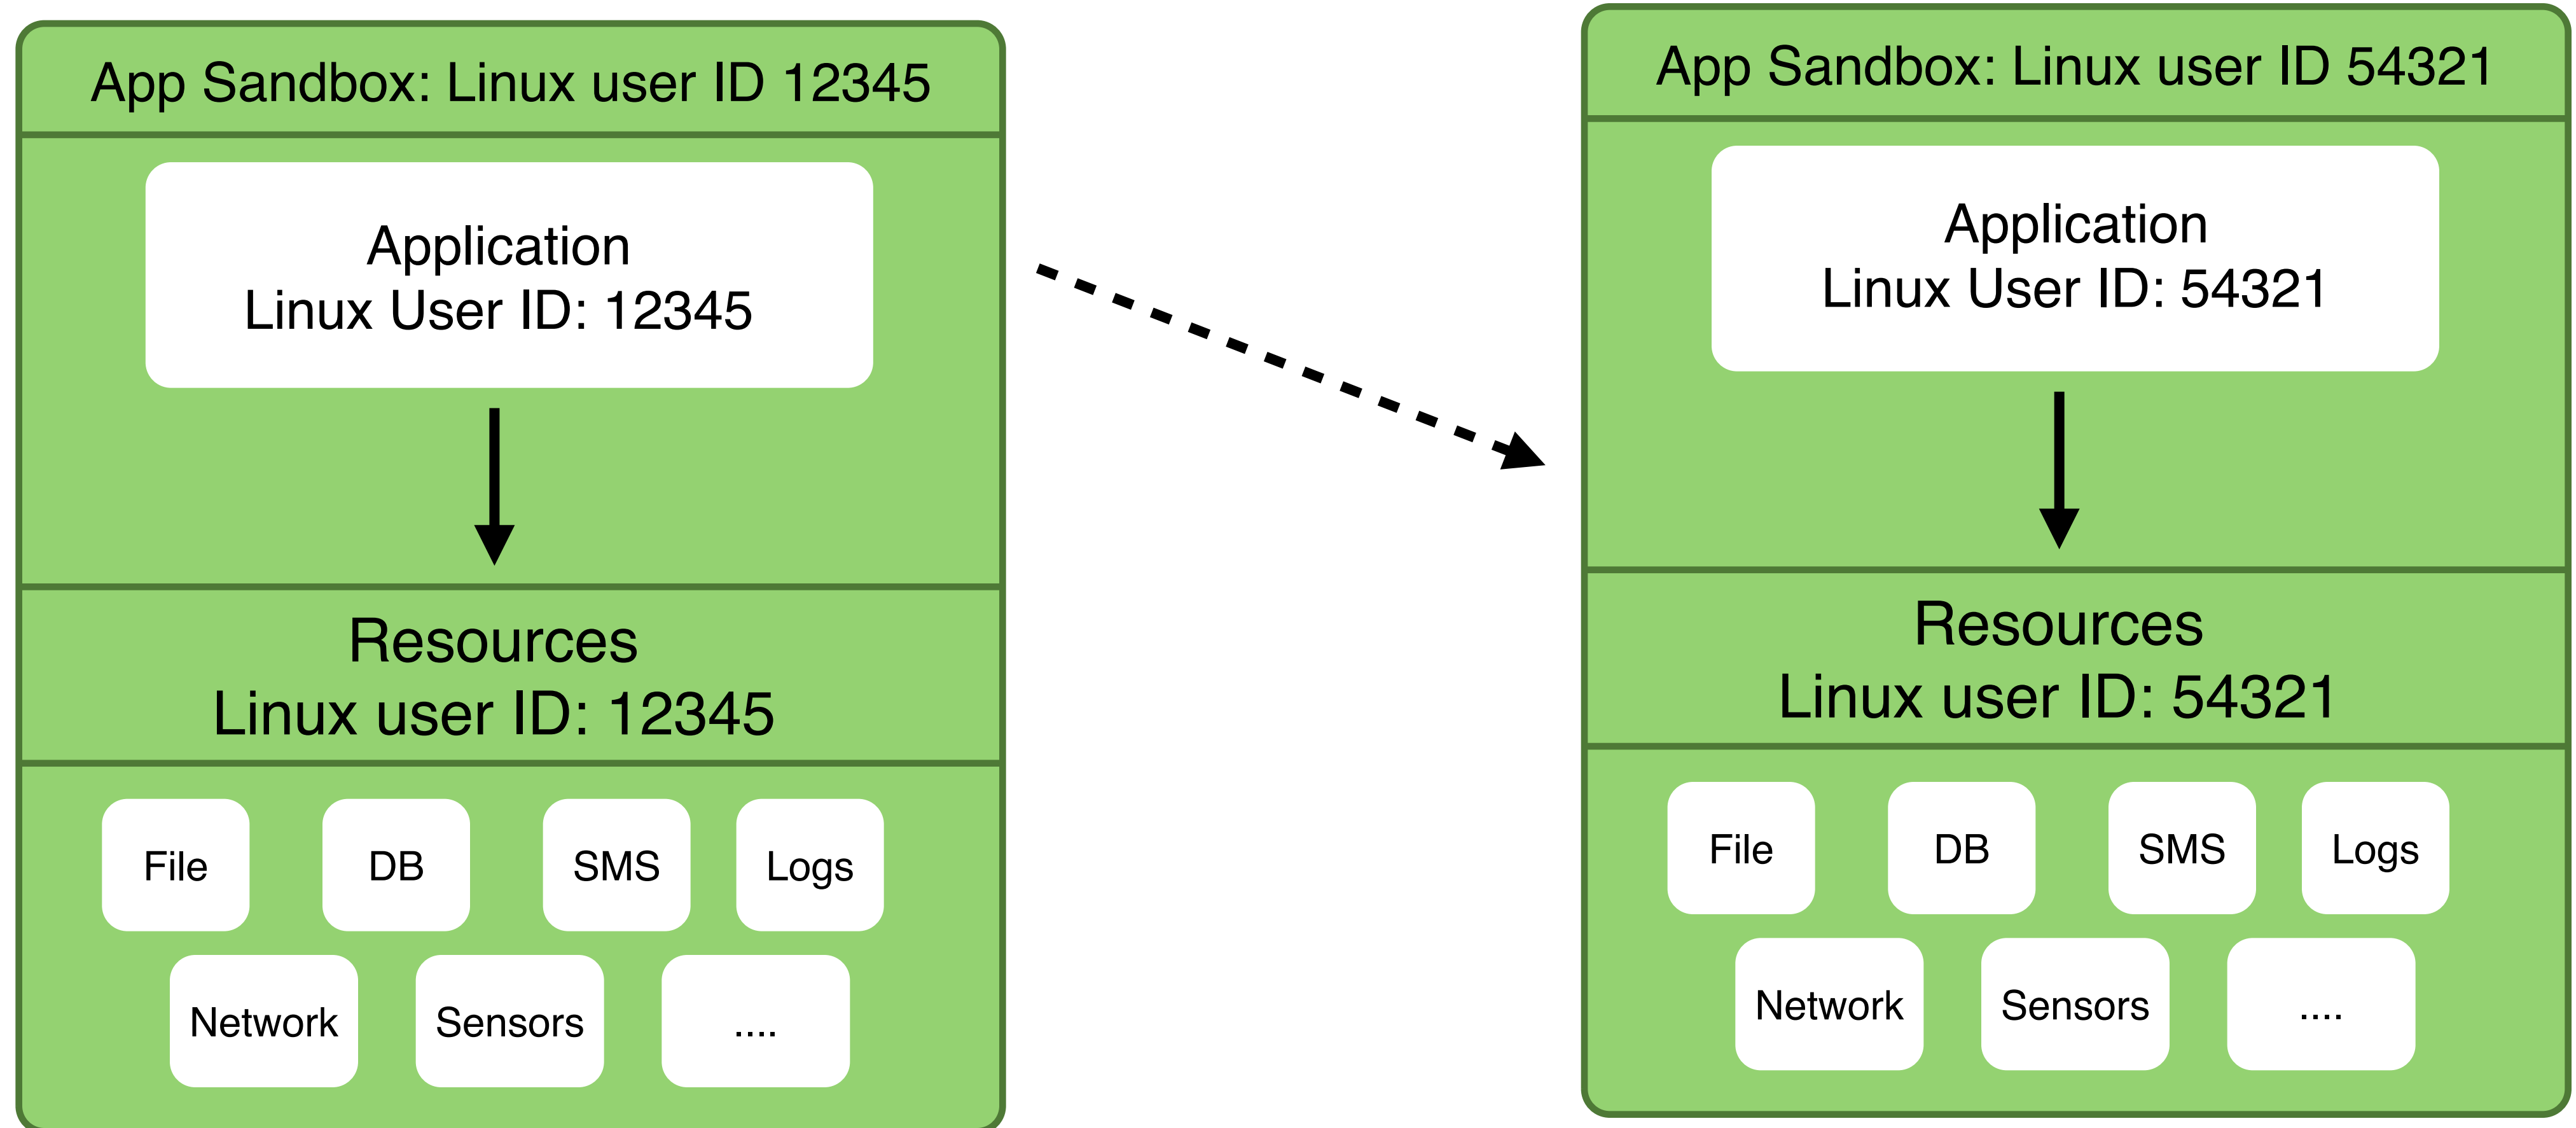 App Sandbox: Linux user ID 12345
Application
Linux User ID: 12345
Resources
Linux user ID: 12345
File
DB
SMS
Logs
Network
Sensors
....
App Sandbox: Linux user ID 54321
Application
Linux User ID: 54321
Resources
Linux user ID: 54321
File
DB
SMS
Logs
Network
Sensors
....